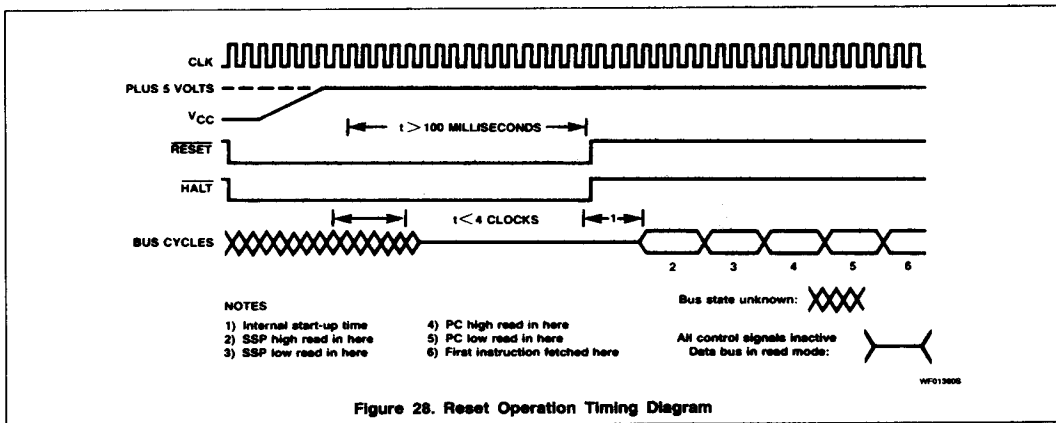 CLK
PLUS 5 VOLTS
VCC
t > 100 MILLISECONDS
RESET
HALT
t < 4 CLOCKS
1
BUS CYCLES
2 3 4 5 6
NOTES
1) Internal start-up time
2) SSP high read in here
3) SSP low read in here
4) PC high read in here
5) PC low read in here
6) First instruction fetched here
Bus state unknown:
All control signals inactive
Data bus in read mode:
WF01380S
Figure 28. Reset Operation Timing Diagram